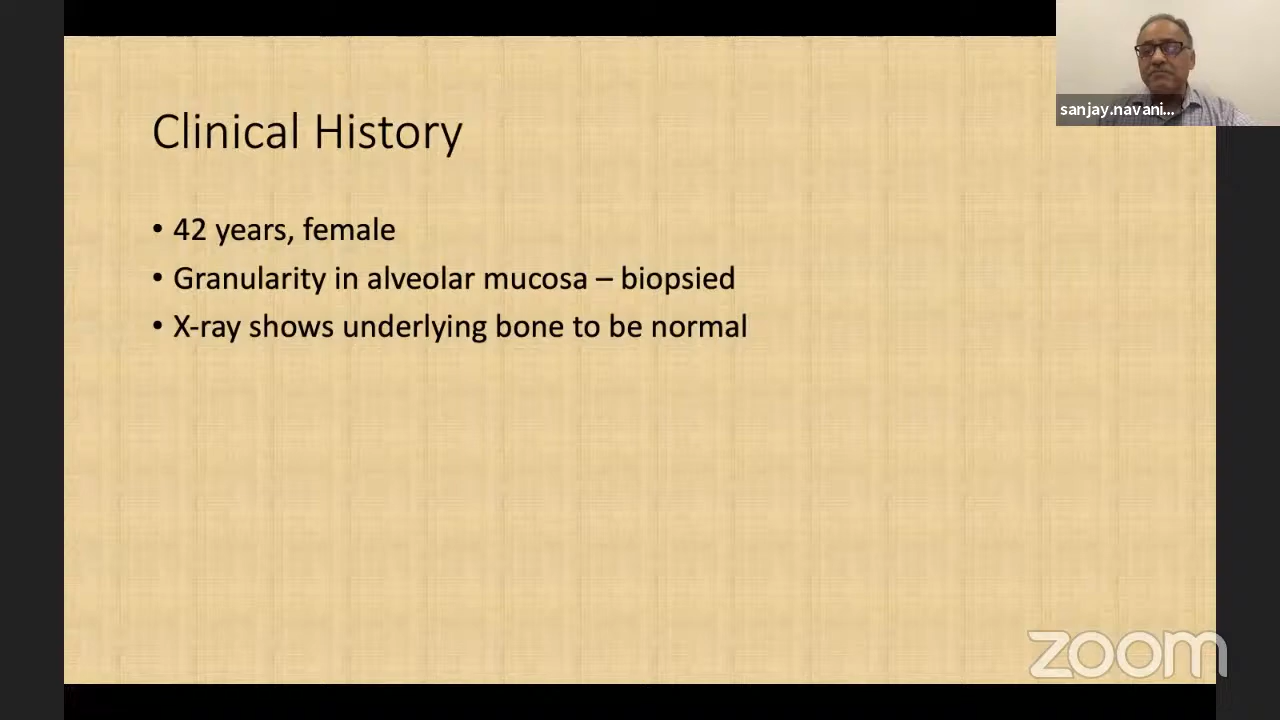 sanjay.navani...
Clinical History
• 42 years, female
• Granularity in alveolar mucosa – biopsied
• X-ray shows underlying bone to be normal
zoom